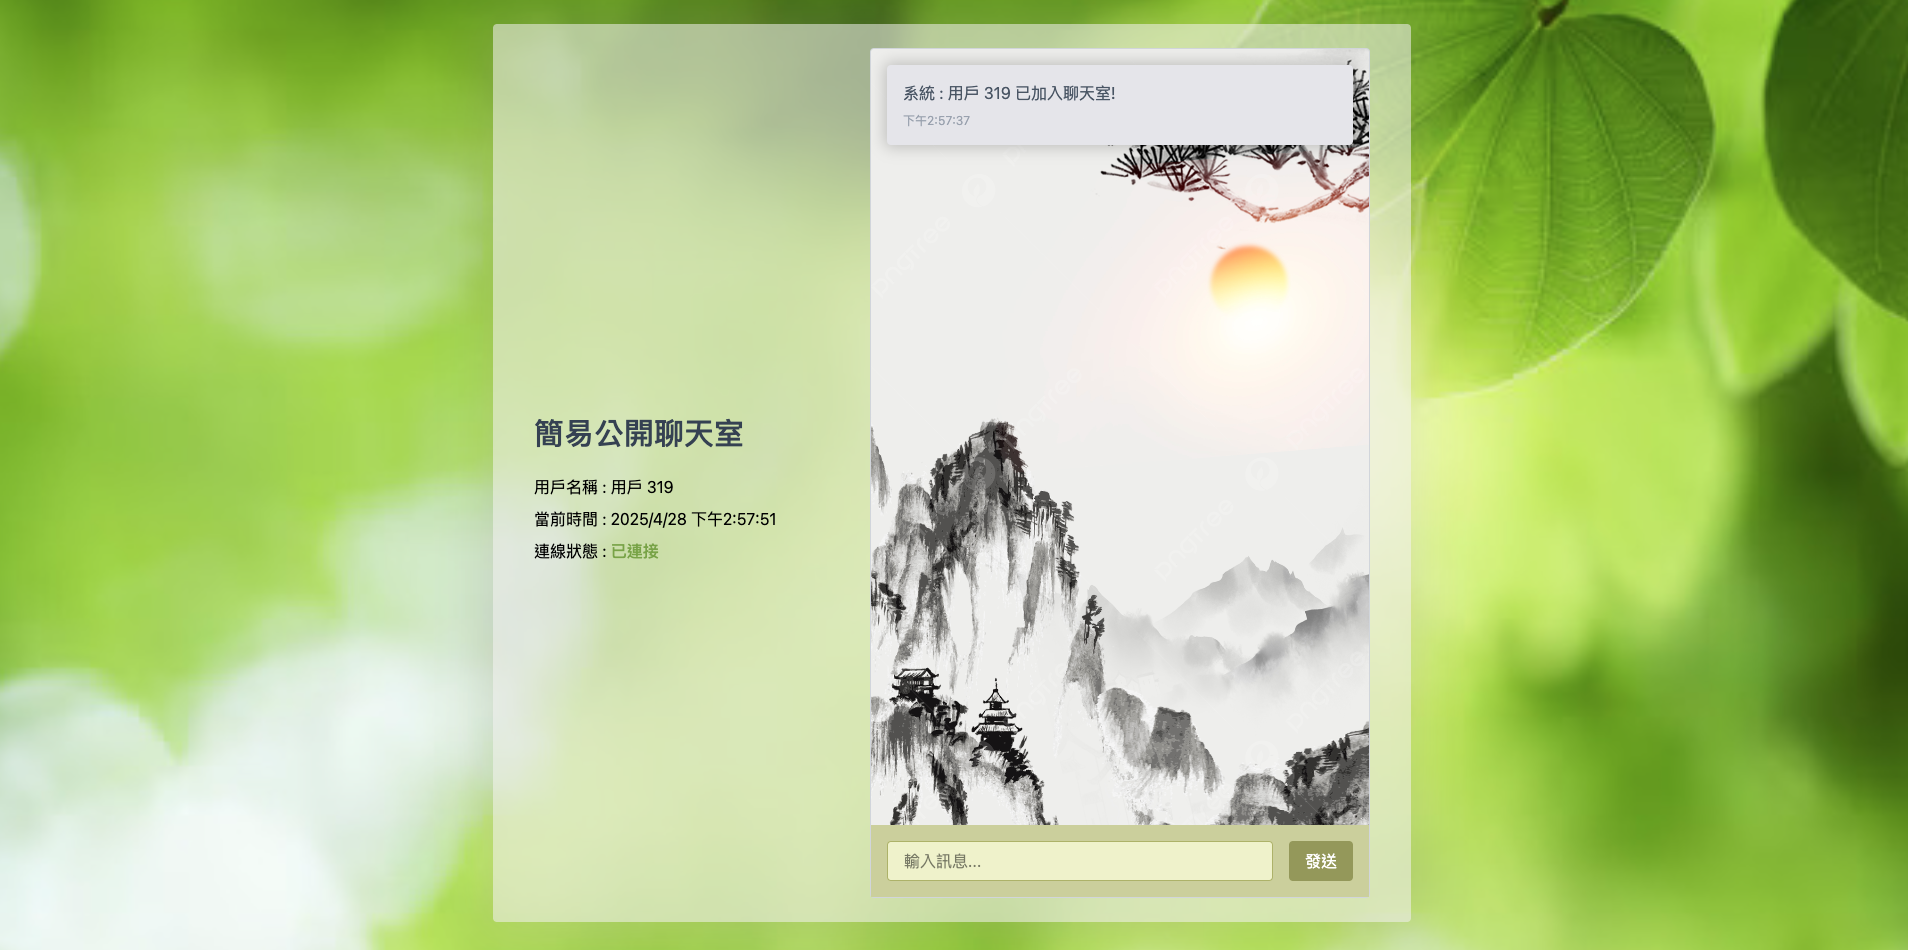 系統 : 用戶 319 已加入聊天室!
下午2:57:37
簡易公開聊天室
用戶名稱 : 用戶 319
當前時間 : 2025/4/28 下午2:57:51
連線狀態 : 已連接
輸入訊息...
發送